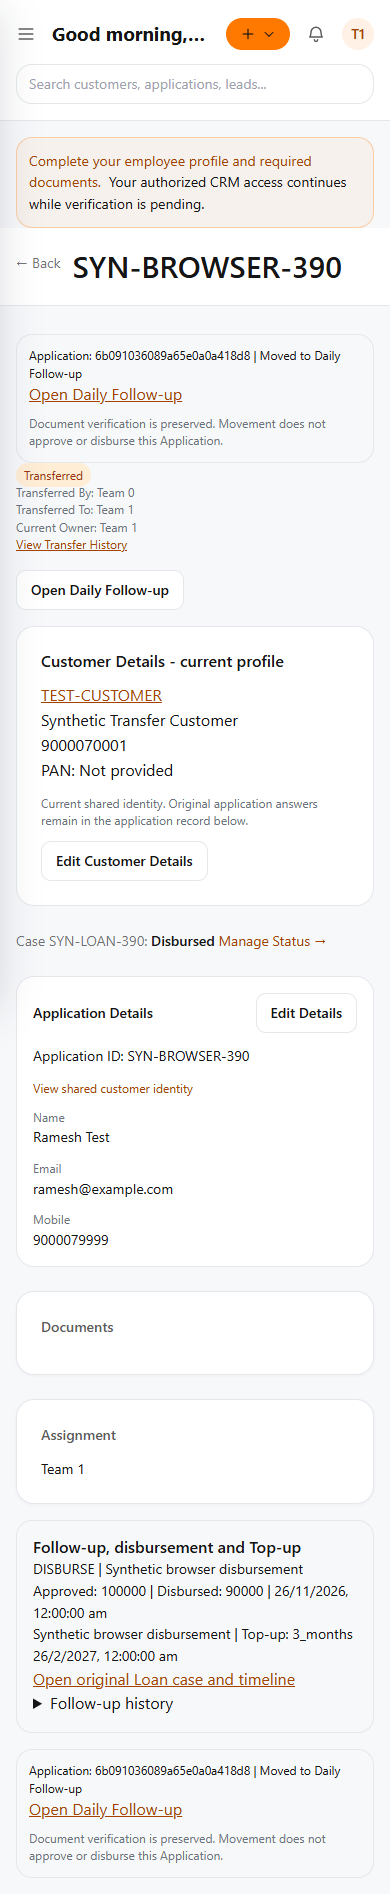 Good morning,...
T1
Search customers, applications, leads...
Complete your employee profile and required
documents. Your authorized CRM access continues
while verification is pending.
← Back SYN-BROWSER-390
Application: 6b091036089a65e0a0a418d8 | Moved to Daily
Follow-up
Open Daily Follow-up
Document verification is preserved. Movement does not
approve or disburse this Application.
Transferred
Transferred By: Team 0
Transferred To: Team 1
Current Owner: Team 1
View Transfer History
Open Daily Follow-up
Customer Details - current profile
TEST-CUSTOMER
Synthetic Transfer Customer
9000070001
PAN: Not provided
Current shared identity. Original application answers
remain in the application record below.
Edit Customer Details
Case SYN-LOAN-390: Disbursed Manage Status →
Application Details
Edit Details
Application ID: SYN-BROWSER-390
View shared customer identity
Name
Ramesh Test
Email
ramesh@example.com
Mobile
9000079999
Documents
Assignment
Team 1
Follow-up, disbursement and Top-up
DISBURSE | Synthetic browser disbursement
Approved: 100000 | Disbursed: 90000 | 26/11/2026,
12:00:00 am
Synthetic browser disbursement | Top-up: 3_months
26/2/2027, 12:00:00 am
Open original Loan case and timeline
▶ Follow-up history
Application: 6b091036089a65e0a0a418d8 | Moved to Daily
Follow-up
Open Daily Follow-up
Document verification is preserved. Movement does not
approve or disburse this Application.